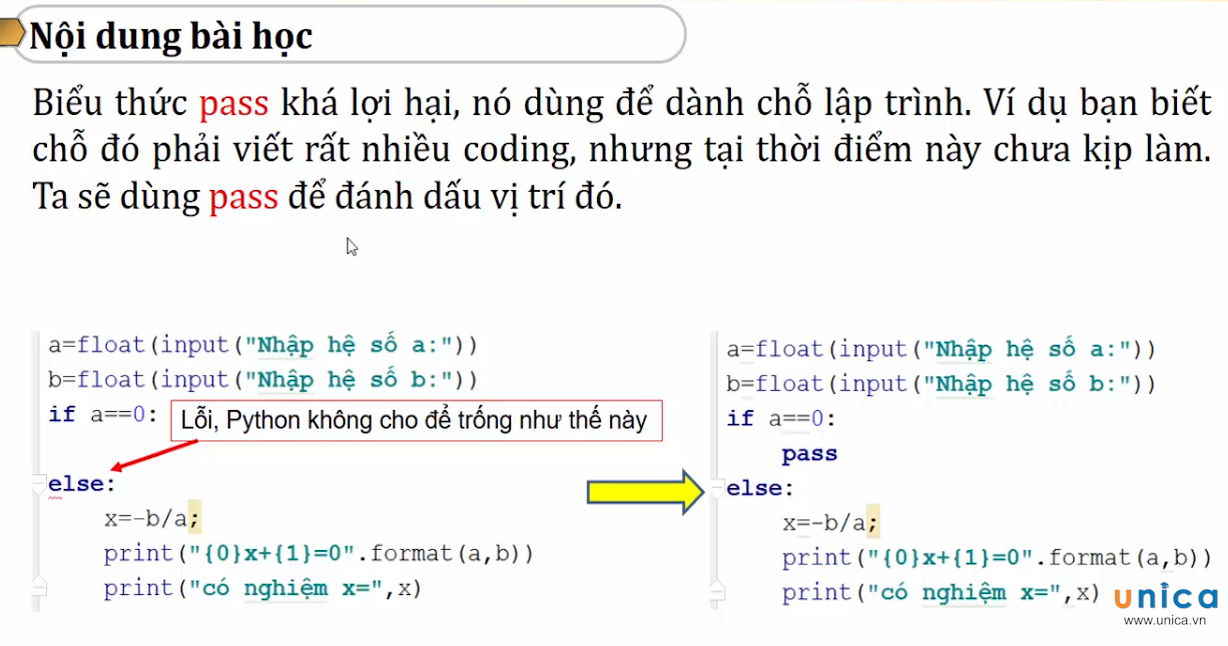 Nội dung bài học
Biểu thức pass khá lợi hại, nó dùng để dành chỗ lập trình. Ví dụ bạn biết
chỗ đó phải viết rất nhiều coding, nhưng tại thời điểm này chưa kịp làm.
Ta sẽ dùng pass để đánh dấu vị trí đó.
a=float(input("Nhập hệ số a:"))
b=float(input("Nhập hệ số b:"))
if a==0:
Lỗi, Python không cho để trống như thế này
else:
x=-b/a;
print("{0}x+{1}=0".format(a,b))
print("có nghiệm x=",x)
a=float(input("Nhập hệ số a:"))
b=float(input("Nhập hệ số b:"))
if a==0:
pass
else:
x=-b/a;
print("{0}x+{1}=0".format(a,b))
print("có nghiệm x=",x)
unica
www.unica.vn